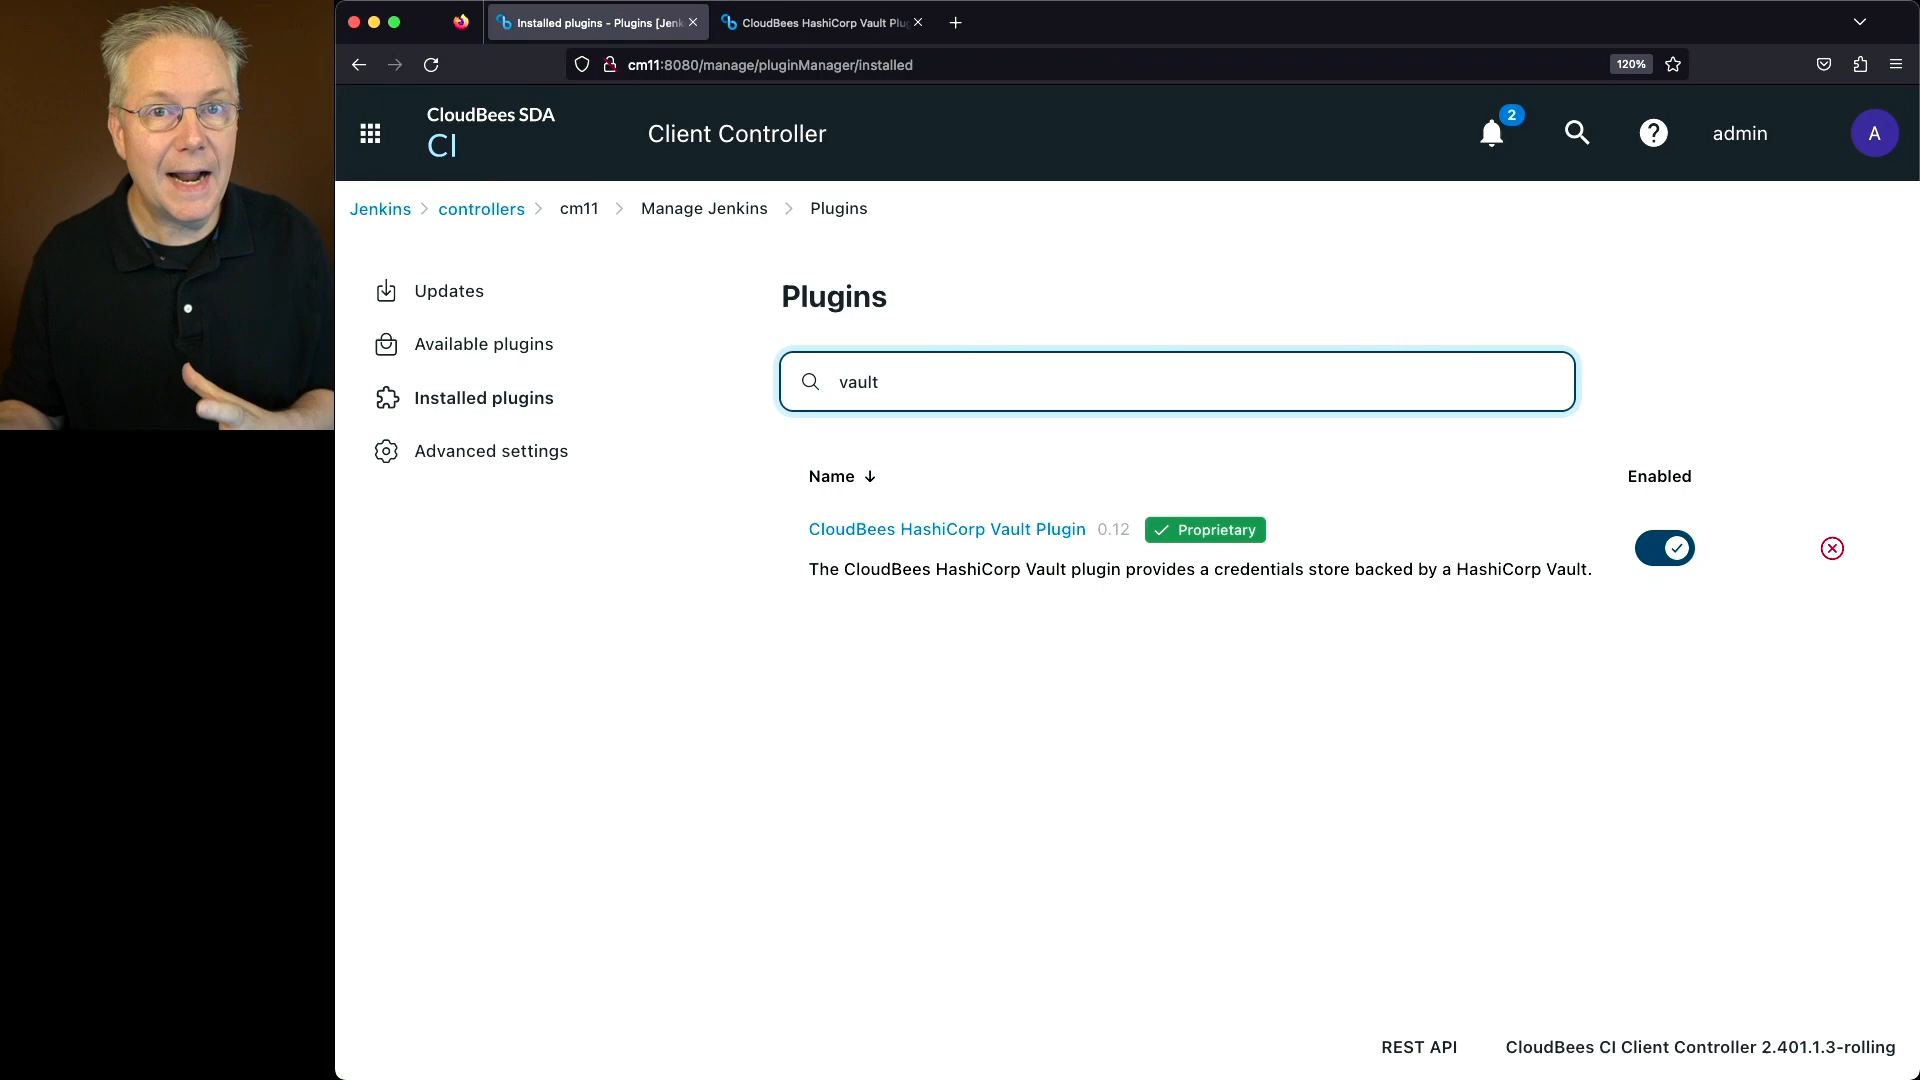 Installed plugins - Plugins [Jenk
CloudBees HashiCorp Vault Plug
cm11:8080/manage/pluginManager/installed
120%
CloudBees SDA
CI
Client Controller
2
admin
A
Jenkins
controllers
cm11
Manage Jenkins
Plugins
Updates
Available plugins
Installed plugins
Advanced settings
Plugins
vault
Name
Enabled
CloudBees HashiCorp Vault Plugin 0.12 Proprietary
The CloudBees HashiCorp Vault plugin provides a credentials store backed by a HashiCorp Vault.
REST API
CloudBees CI Client Controller 2.401.1.3-rolling